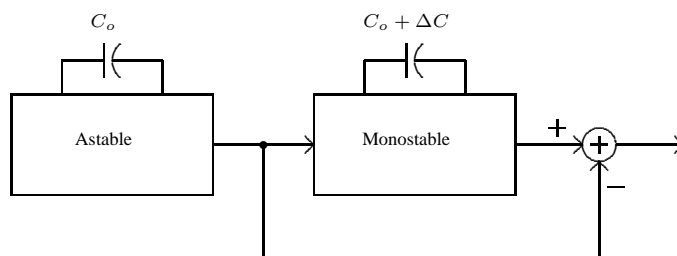 C_o
C_o + ΔC
Astable
Monostable
+
+
−